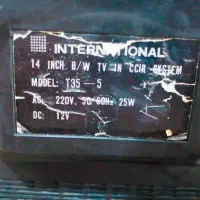 INTERNATIONAL
14 INCH B/W TV IN CCIR SYSTEM
MODEL: T35 - 5
AC: 220V, 50/60Hz 25W
DC: 12V